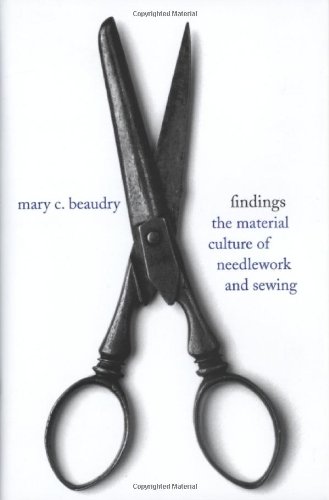 mary c. beaudry
findings
the material
culture of
needlework
and sewing